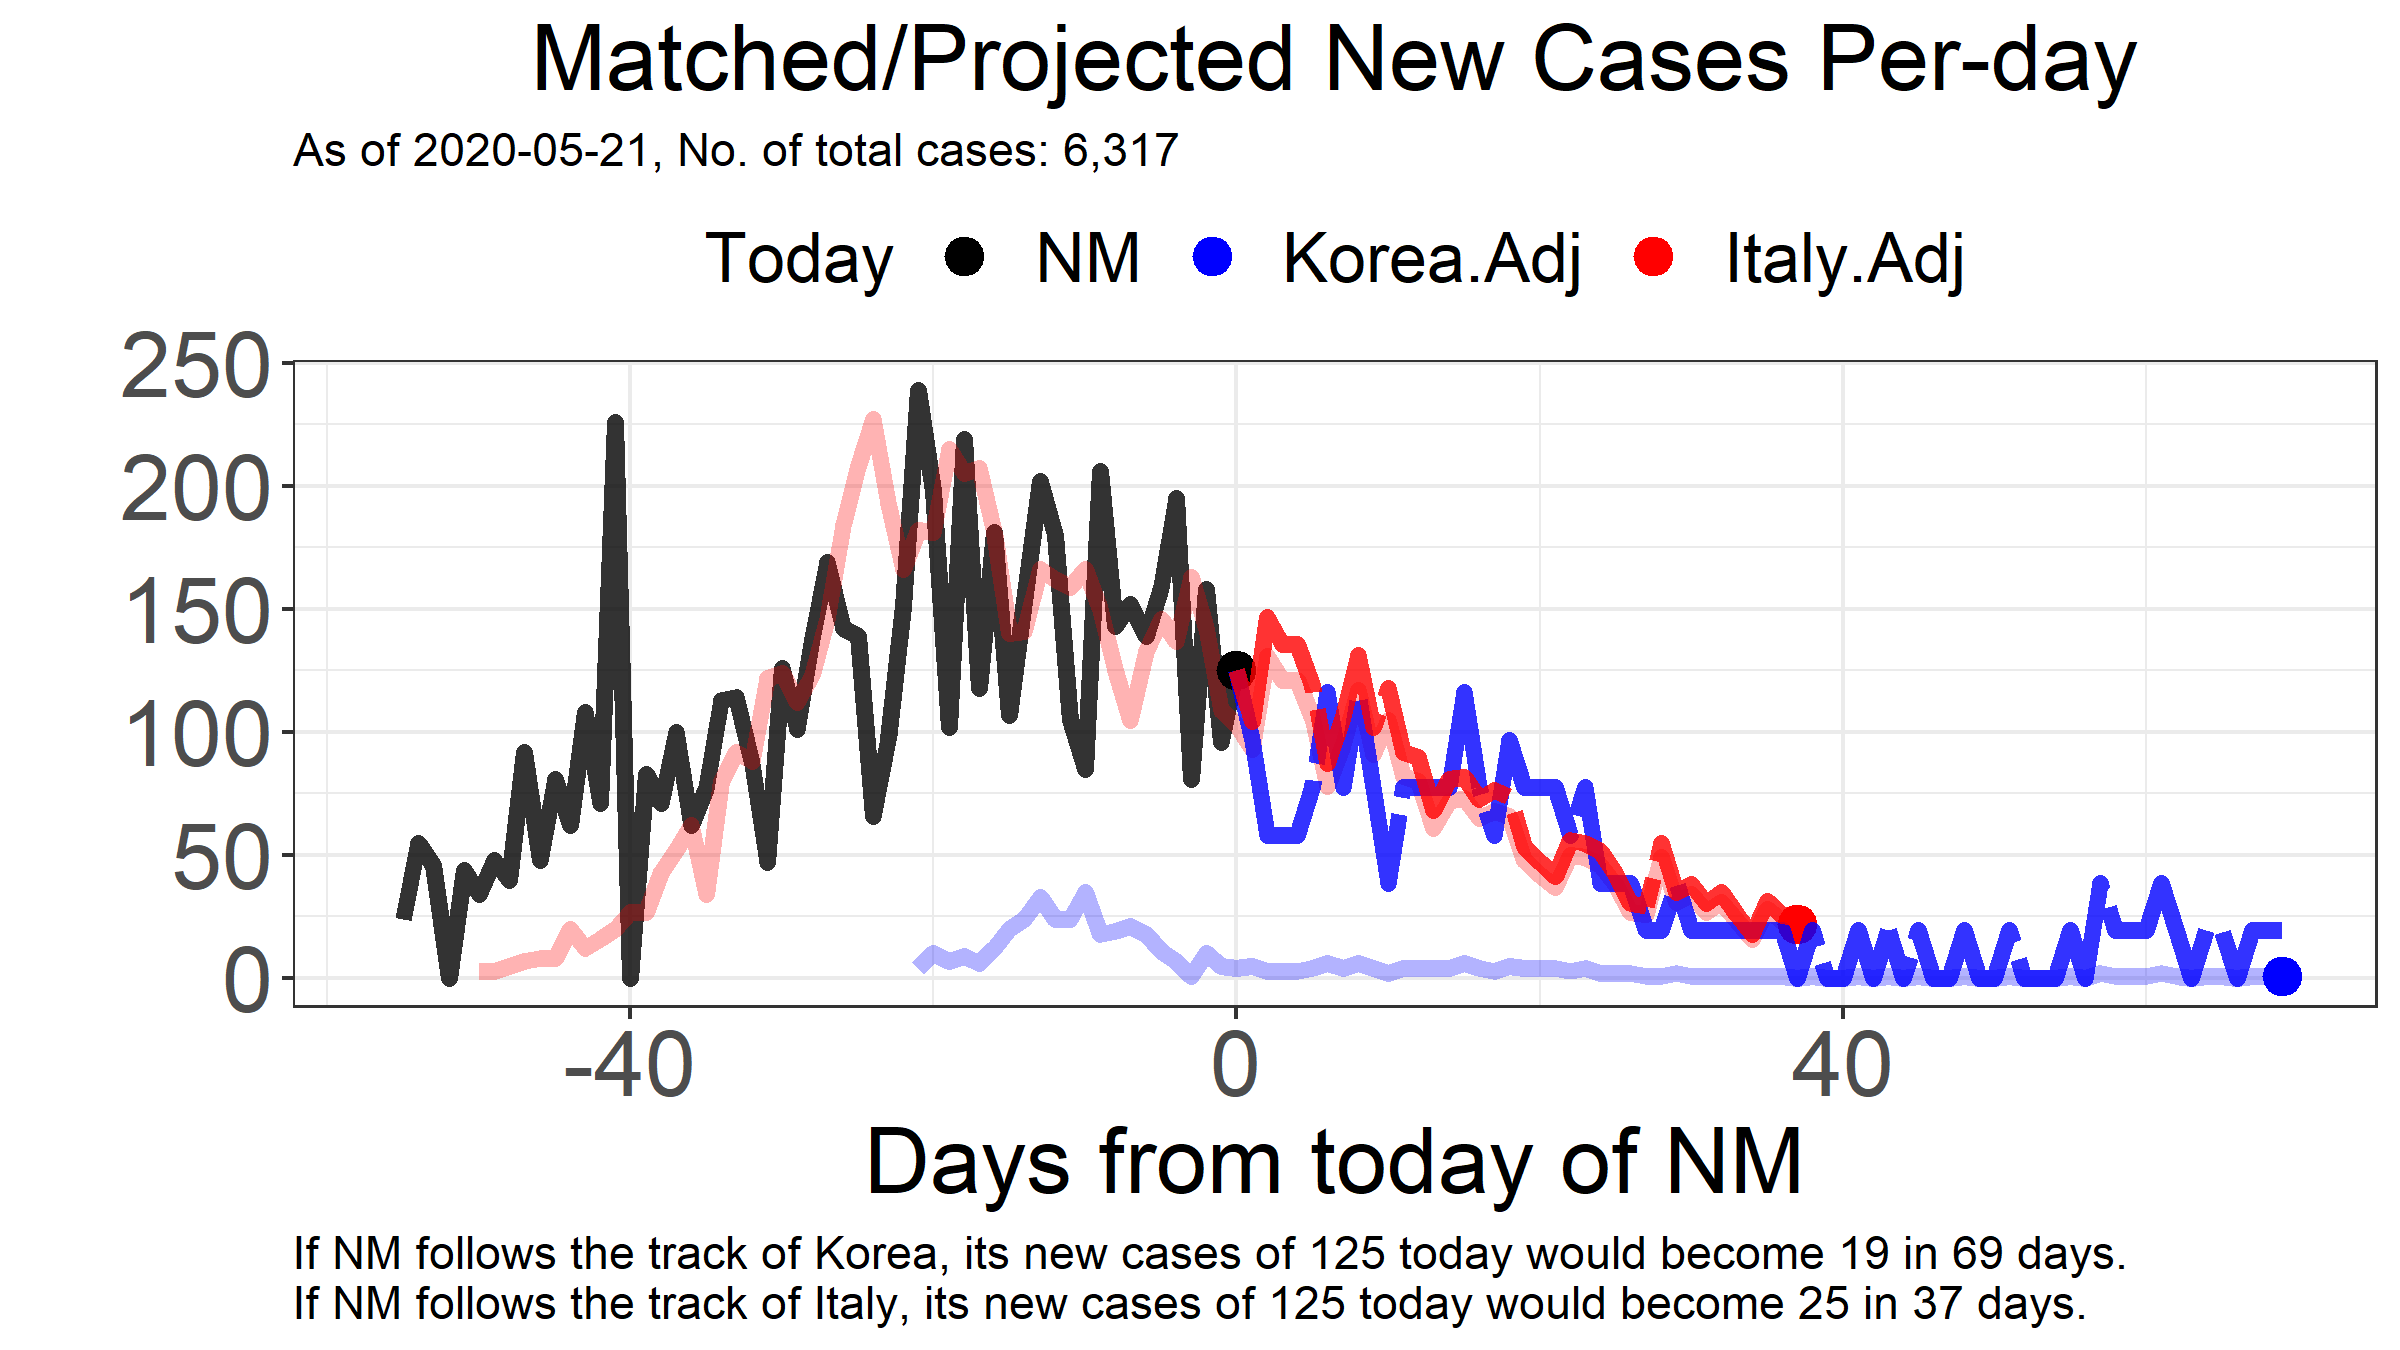 Matched/Projected New Cases Per-day
As of 2020-05-21, No. of total cases: 6,317
Today NM Korea.Adj Italy.Adj
250
200
150
100
50
0
-40 0 40
Days from today of NM
If NM follows the track of Korea, its new cases of 125 today would become 19 in 69 days.
If NM follows the track of Italy, its new cases of 125 today would become 25 in 37 days.